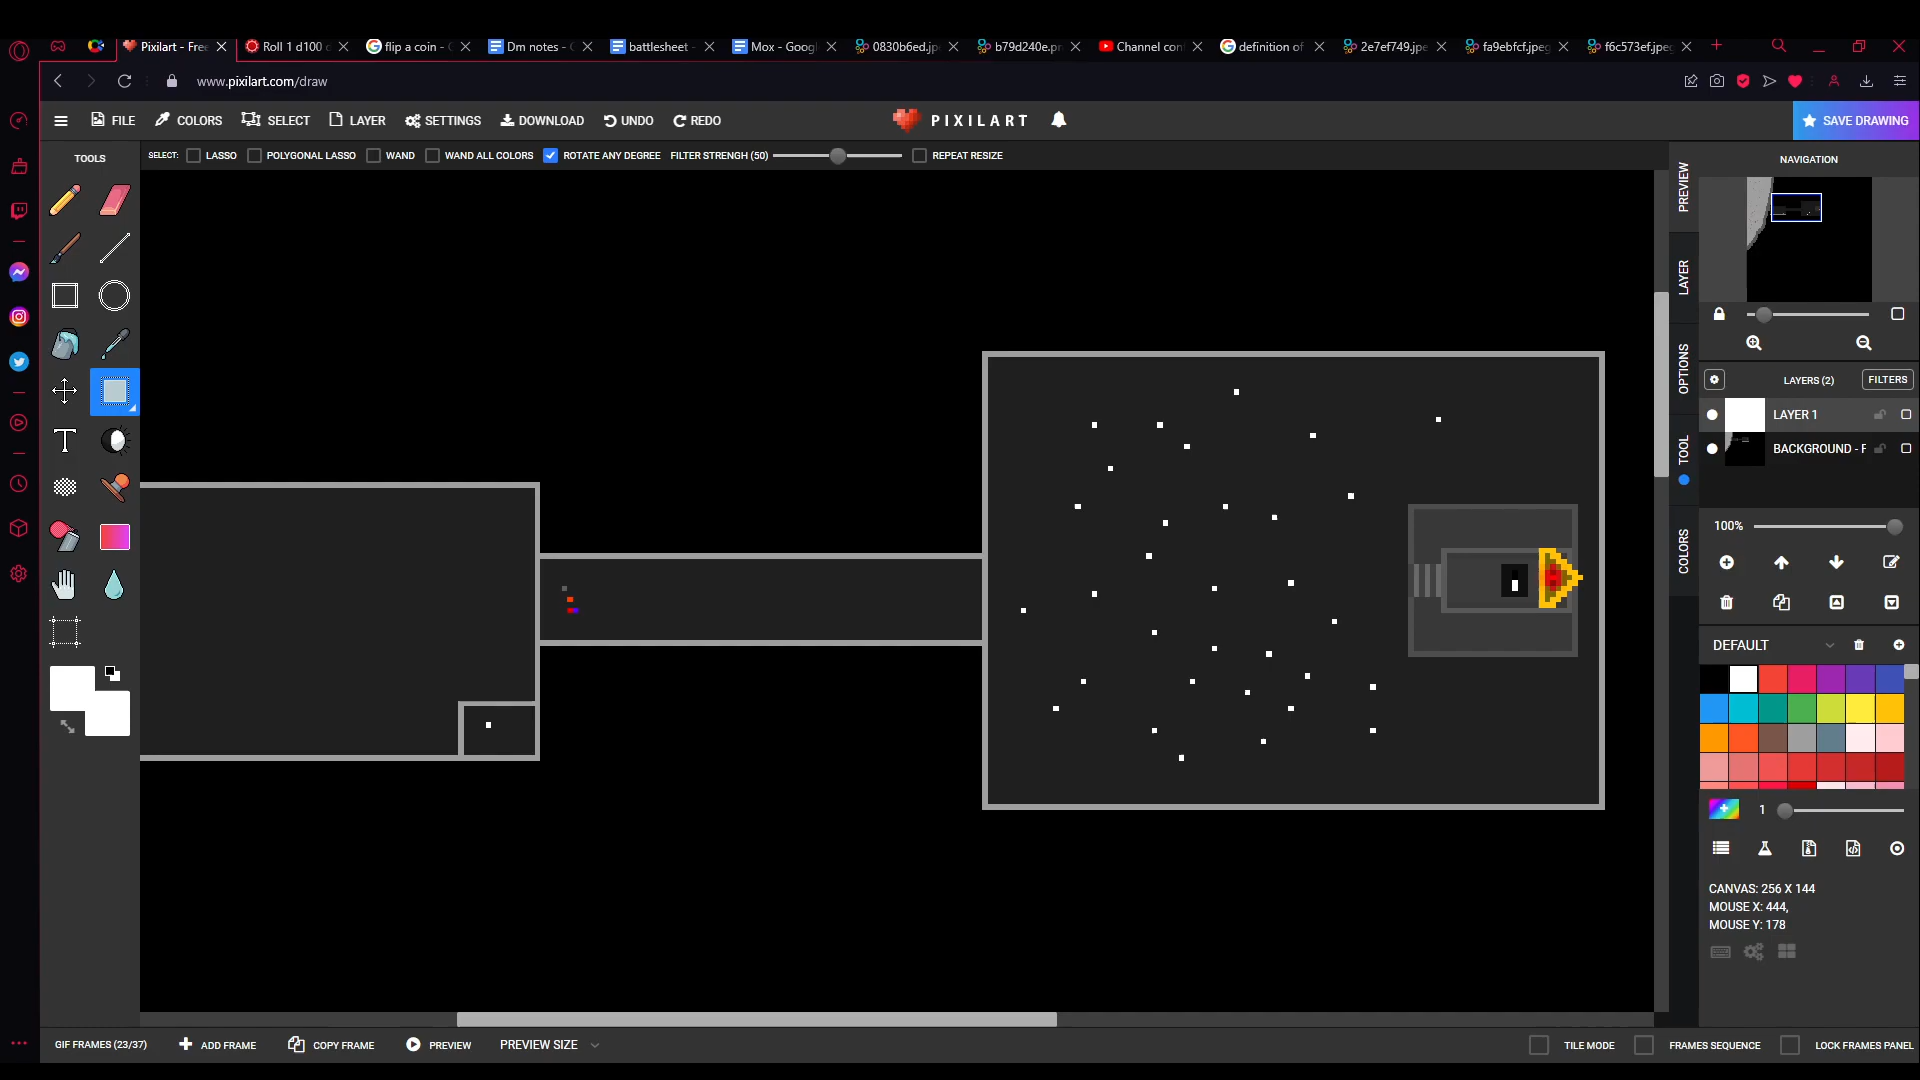 Pixilart - Free
Roll 1 d100 d
flip a coin - G
Dm notes - G
battlesheet -
Mox - Google
0830b6ed.jp
b79d240e.pn
Channel con
definition of
2e7ef749.jpe
fa9ebfcf.jpeg
f6c573ef.jpeg
www.pixilart.com/draw
FILE
COLORS
SELECT
LAYER
SETTINGS
DOWNLOAD
UNDO
REDO
PIXILART
SAVE DRAWING
TOOLS
SELECT:
LASSO
POLYGONAL LASSO
WAND
WAND ALL COLORS
ROTATE ANY DEGREE
FILTER STRENGH (50)
REPEAT RESIZE
PREVIEW
LAYER
OPTIONS
TOOL
COLORS
NAVIGATION
LAYERS (2)
FILTERS
LAYER 1
BACKGROUND - F
100%
DEFAULT
1
CANVAS: 256 X 144
MOUSE X: 444,
MOUSE Y: 178
GIF FRAMES (23/37)
ADD FRAME
COPY FRAME
PREVIEW
PREVIEW SIZE
TILE MODE
FRAMES SEQUENCE
LOCK FRAMES PANEL